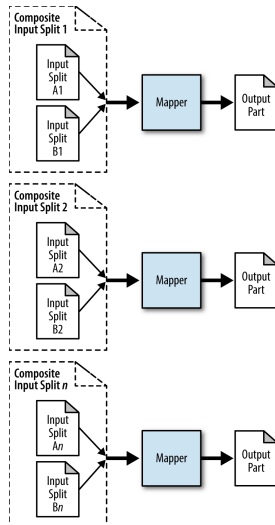 Composite
Input Split 1
Input
Split
A1
Input
Split
B1
Mapper
Output
Part
Composite
Input Split 2
Input
Split
A2
Input
Split
B2
Mapper
Output
Part
Composite
Input Split n
Input
Split
An
Input
Split
Bn
Mapper
Output
Part